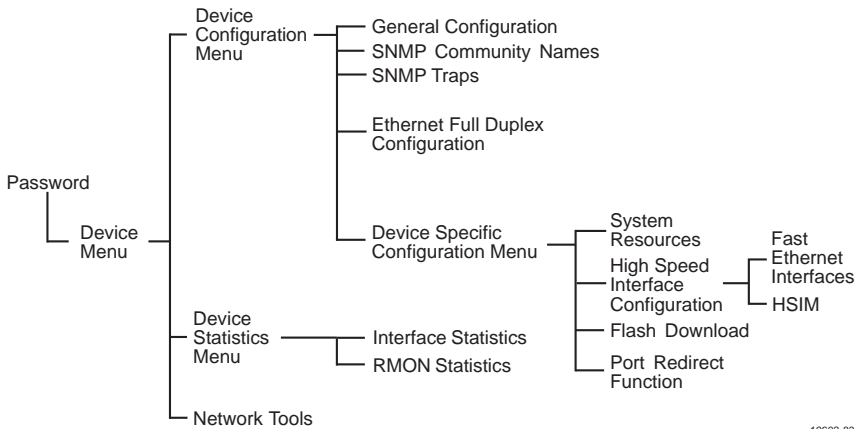 Password
Device
Menu
Device
Configuration
Menu
General Configuration
SNMP Community Names
SNMP Traps
Ethernet Full Duplex
Configuration
Device Specific
Configuration Menu
System
Resources
High Speed
Interface
Configuration
Fast
Ethernet
Interfaces
HSIM
Flash Download
Port Redirect
Function
Device
Statistics
Menu
Interface Statistics
RMON Statistics
Network Tools